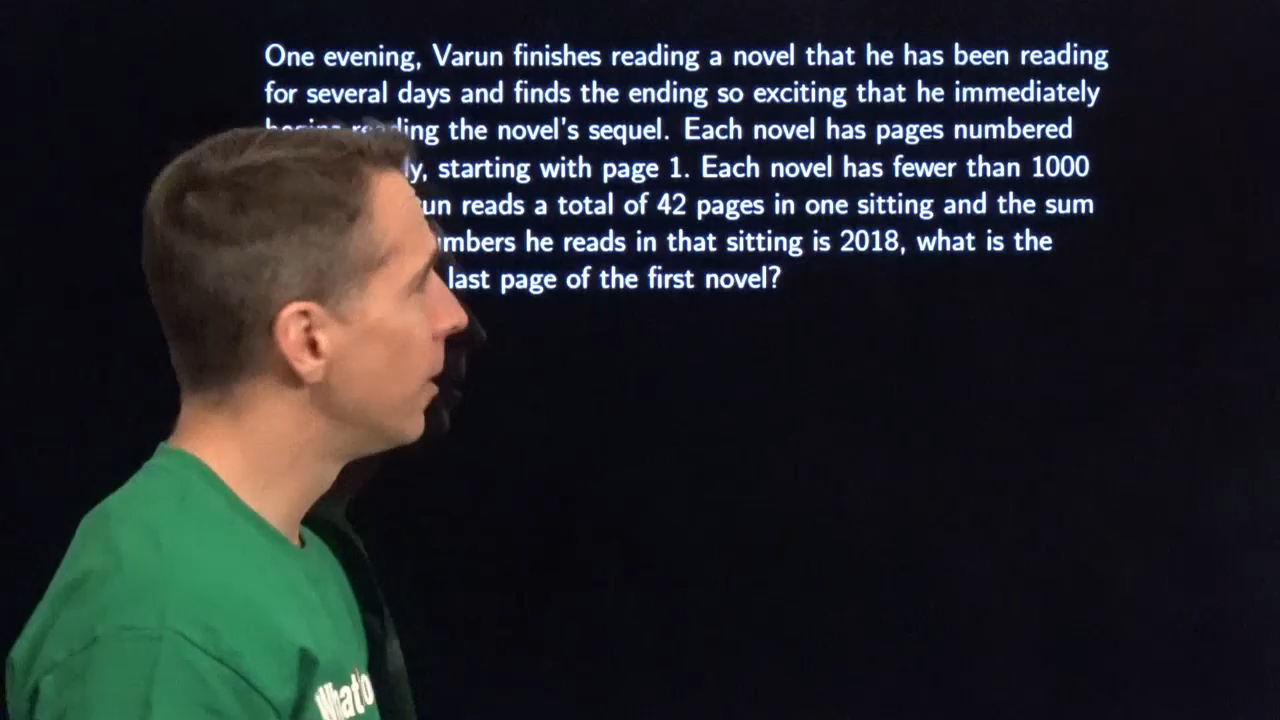 One evening, Varun finishes reading a novel that he has been reading
for several days and finds the ending so exciting that he immediately
begins reading the novel's sequel. Each novel has pages numbered
starting with page 1. Each novel has fewer than 1000
reads a total of 42 pages in one sitting and the sum
he reads in that sitting is 2018, what is the
last page of the first novel?